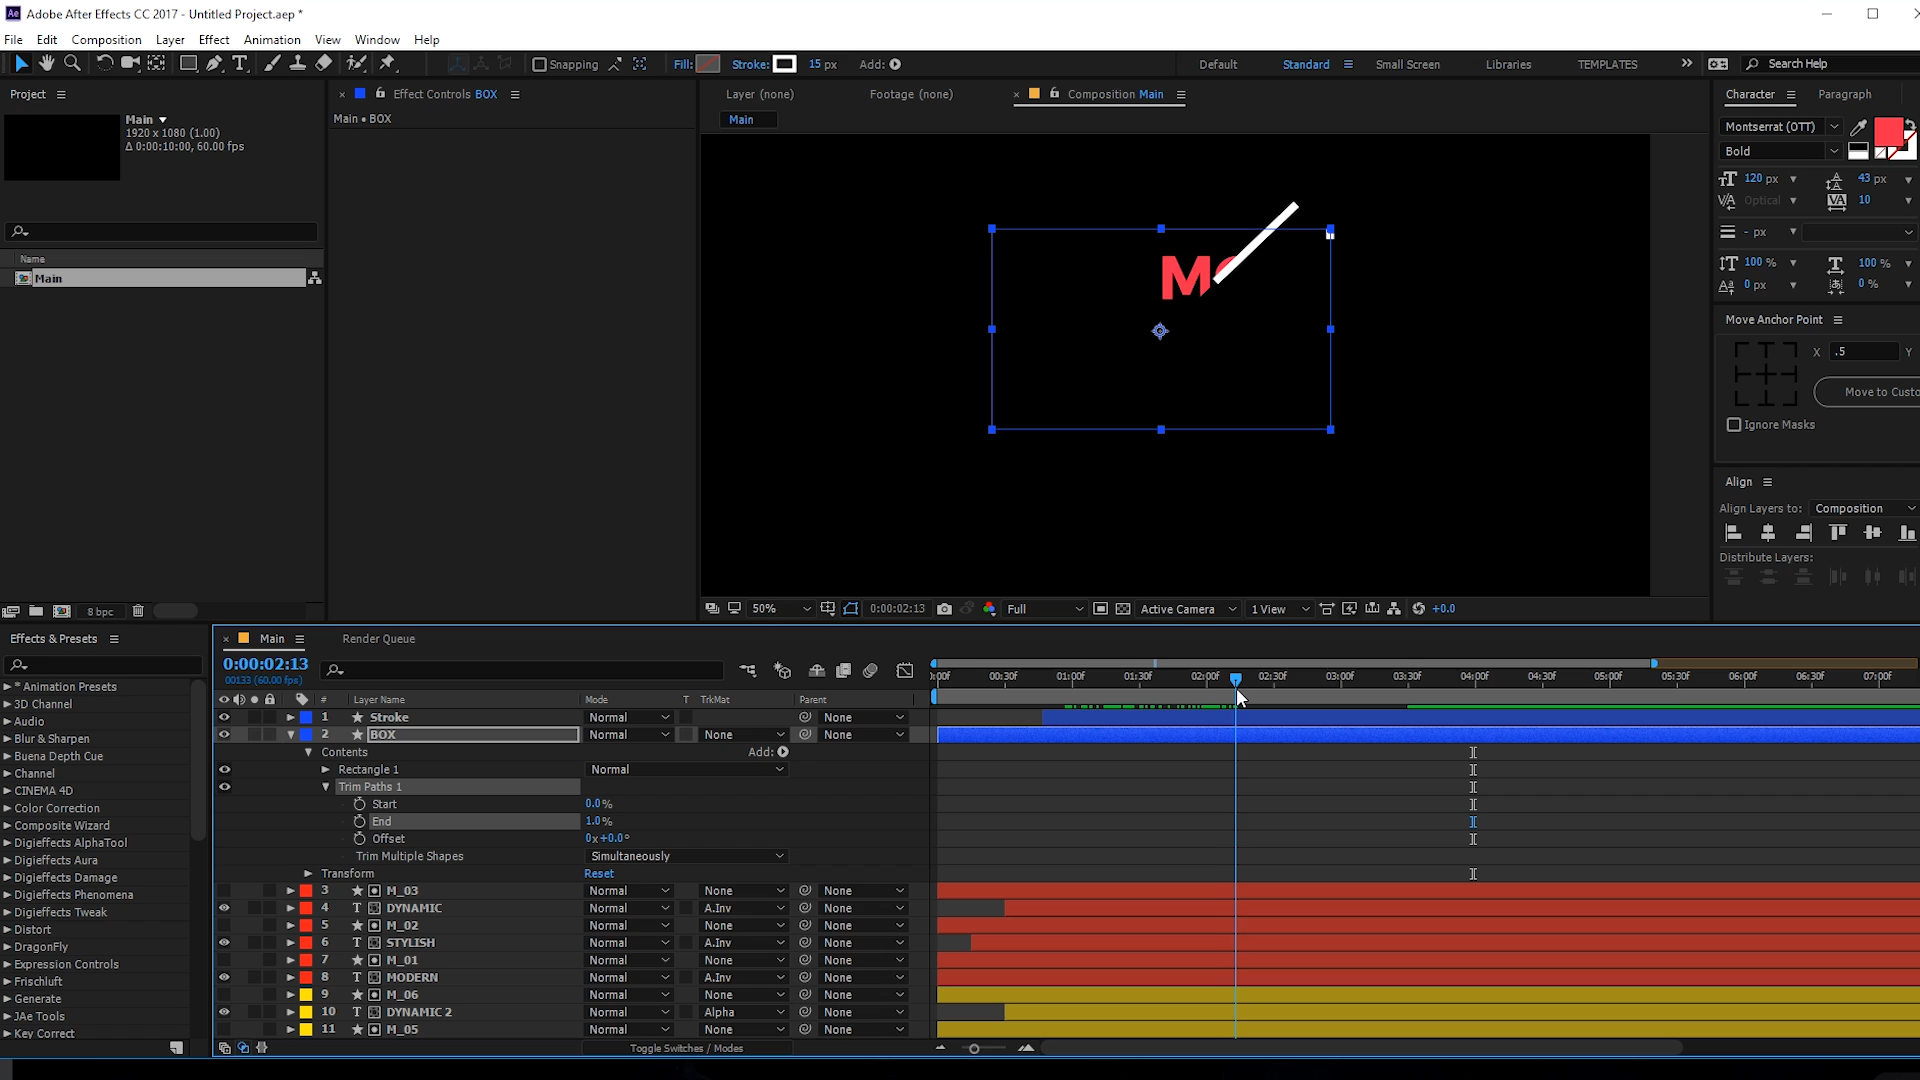 Adobe After Effects CC 2017 - Untitled Project.aep *
File Edit Composition Layer Effect Animation View Window Help
Snapping Fill: Stroke: 15 px Add: Default Standard Small Screen Libraries TEMPLATES Search Help
Project
Effect Controls BOX
Layer (none) Footage (none) Composition Main
Character Paragraph
Main
1920 x 1080 (1.00)
Δ 0:00:10:00, 60.00 fps
Main • BOX
Main
Montserrat (OTT)
Bold
120 px 43 px
Optical 10
- px
100 % 100 %
0 px 0 %
Name
Main
M
Move Anchor Point
X .5 Y
Move to Custo
Ignore Masks
Align
Align Layers to: Composition
Distribute Layers:
8 bpc
50% 0:00:02:13 Full Active Camera 1 View +0.0
Effects & Presets
* Animation Presets
3D Channel
Audio
Blur & Sharpen
Buena Depth Cue
Channel
CINEMA 4D
Color Correction
Composite Wizard
Digieffects AlphaTool
Digieffects Aura
Digieffects Damage
Digieffects Phenomena
Digieffects Tweak
Distort
DragonFly
Expression Controls
Frischluft
Generate
JAe Tools
Key Correct
Main Render Queue
0:00:02:13
00133 (60.00 fps)
:00f 00:30f 01:00f 01:30f 02:00f 02:30f 03:00f 03:30f 04:00f 04:30f 05:00f 05:30f 06:00f 06:30f 07:00f
# Layer Name Mode T TrkMat Parent
1 Stroke Normal None
2 BOX Normal None None
Contents Add:
Rectangle 1 Normal
Trim Paths 1
Start 0.0%
End 1.0%
Offset 0x+0.0°
Trim Multiple Shapes Simultaneously
Transform Reset
3 M_03 Normal None None
4 T DYNAMIC Normal A.Inv None
5 M_02 Normal None None
6 T STYLISH Normal A.Inv None
7 M_01 Normal None None
8 T MODERN Normal A.Inv None
9 M_06 Normal None None
10 T DYNAMIC 2 Normal Alpha None
11 M_05 Normal None None
Toggle Switches / Modes